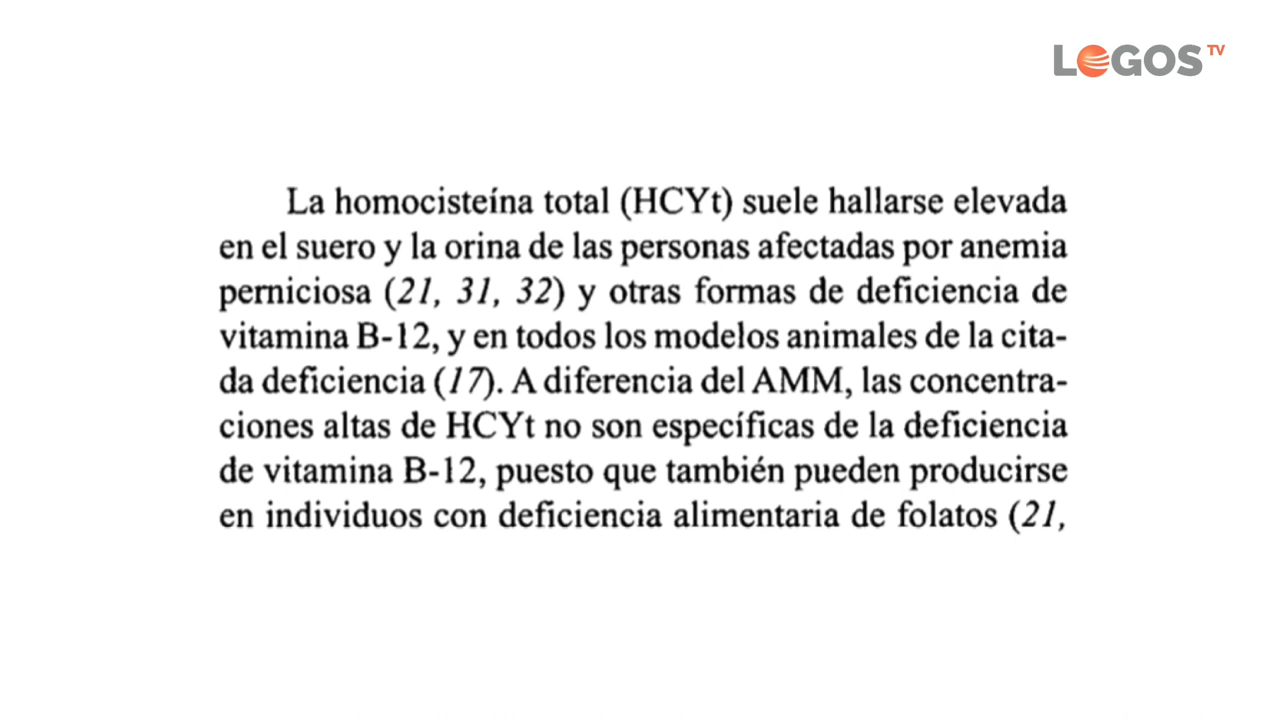 LOGOS TV
La homocisteína total (HCYt) suele hallarse elevada
en el suero y la orina de las personas afectadas por anemia
perniciosa (21, 31, 32) y otras formas de deficiencia de
vitamina B-12, y en todos los modelos animales de la cita-
da deficiencia (17). A diferencia del AMM, las concentra-
ciones altas de HCYt no son específicas de la deficiencia
de vitamina B-12, puesto que también pueden producirse
en individuos con deficiencia alimentaria de folatos (21,